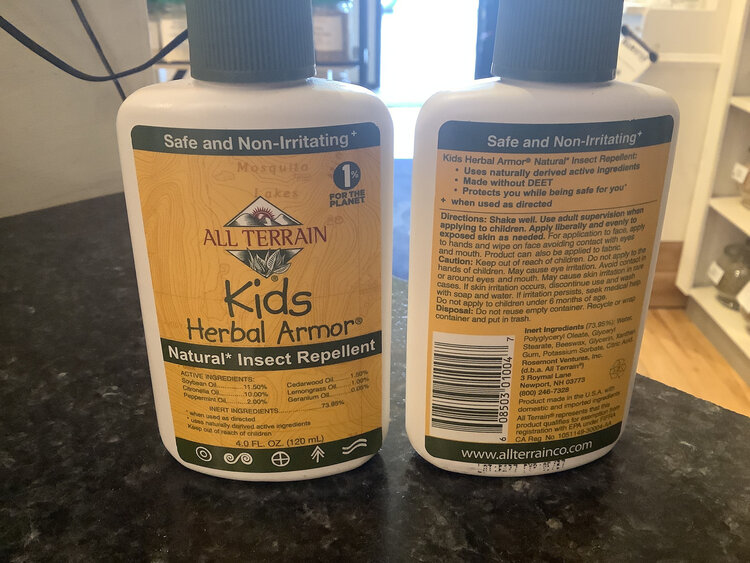 Safe and Non-Irritating+
Mosquito
Lakes
1%
FOR THE
PLANET
ALL TERRAIN
Kids
Herbal Armor®
Natural* Insect Repellent
ACTIVE INGREDIENTS:
Soybean Oil... 11.50%
Citronella Oil... 10.00%
Peppermint Oil... 2.00%
Cedarwood Oil... 1.50%
Lemongrass Oil... 1.00%
Geranium Oil... 0.05%
INERT INGREDIENTS: 73.95%
+ when used as directed
* uses naturally derived active ingredients
Keep out of reach of children
4.0 FL. OZ. (120 mL)
Safe and Non-Irritating+
Kids Herbal Armor® Natural* Insect Repellent:
• Uses naturally derived active ingredients
• Made without DEET
• Protects you while being safe for you+
+ when used as directed
Directions: Shake well. Use adult supervision when
applying to children. Apply liberally and evenly to
exposed skin as needed. For application to face, apply
to hands and wipe on face avoiding contact with eyes
and mouth. Product can also be applied to fabric.
Caution: Keep out of reach of children. Do not apply to the
hands of children. May cause eye irritation. Avoid contact in
or around eyes and mouth. May cause skin irritation in rare
cases. If skin irritation occurs, discontinue use and wash
with soap and water. If irritation persists, seek medical help.
Do not apply to children under 6 months of age.
Disposal: Do not reuse empty container. Recycle or wrap
container and put in trash.
Inert Ingredients (73.95%): Water,
Polyglyceryl Oleate, Glyceryl
Stearate, Beeswax, Glycerin, Xanthan
Gum, Potassium Sorbate, Citric Acid.
Rosemont Ventures, Inc.
(d.b.a. All Terrain®)
3 Roymal Lane
Newport, NH 03773
(800) 246-7328
Product made in the U.S.A. with
domestic and imported ingredients
All Terrain® represents that this
product qualifies for exemption from
registration with EPA under FIFRA.
CA Reg No. 1051149-50004-AA
6 08503 01004 7
www.allterrainco.com